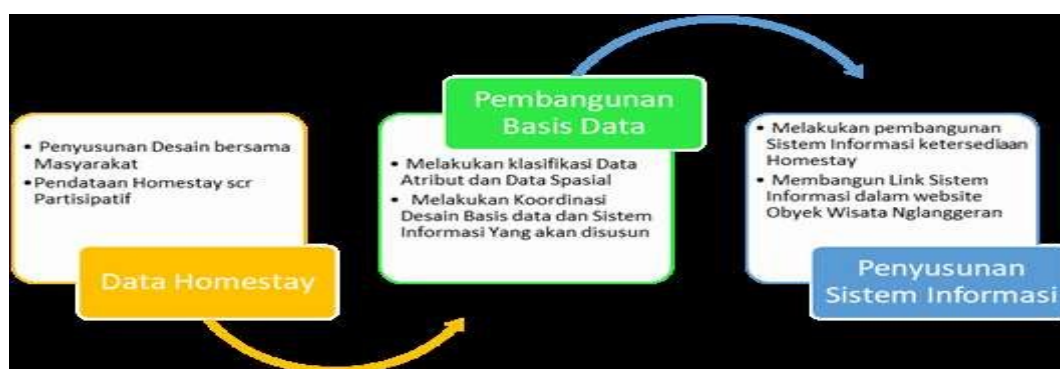 • Penyusunan Desain bersama
Masyarakat
•Pendataan Homestay scr
Partisipatif
Data Homestay
Pembangunan
Basis Data
• Melakukan klasifikasi Data
Atribut dan Data Spasial
• Melakukan Koordinasi
Desain Basis data dan Sistem
Informasi Yang akan disusun
• Melakukan pembangunan
Sistem Informasi ketersediaan
Homestay
• Membangun Link Sistem
Informasi dalam website
Obyek Wisata Nglanggeran
Penyusunan
Sistem Informasi